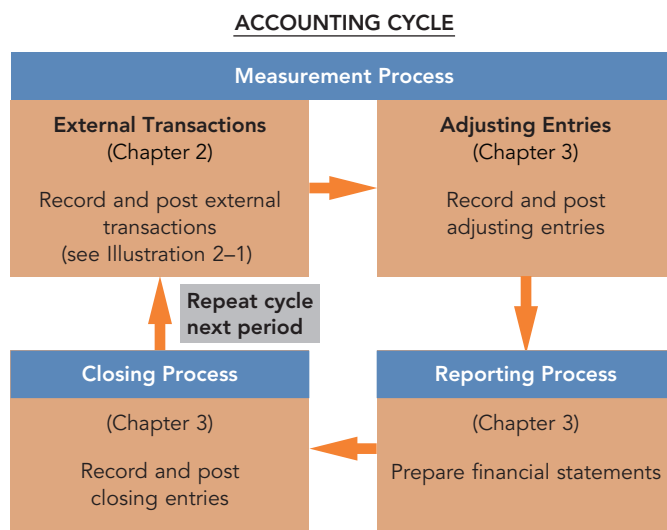 ACCOUNTING CYCLE
Measurement Process
External Transactions
(Chapter 2)
Record and post external
transactions
(see Illustration 2–1)
Adjusting Entries
(Chapter 3)
Record and post
adjusting entries
Repeat cycle
next period
Closing Process
(Chapter 3)
Record and post
closing entries
Reporting Process
(Chapter 3)
Prepare financial statements